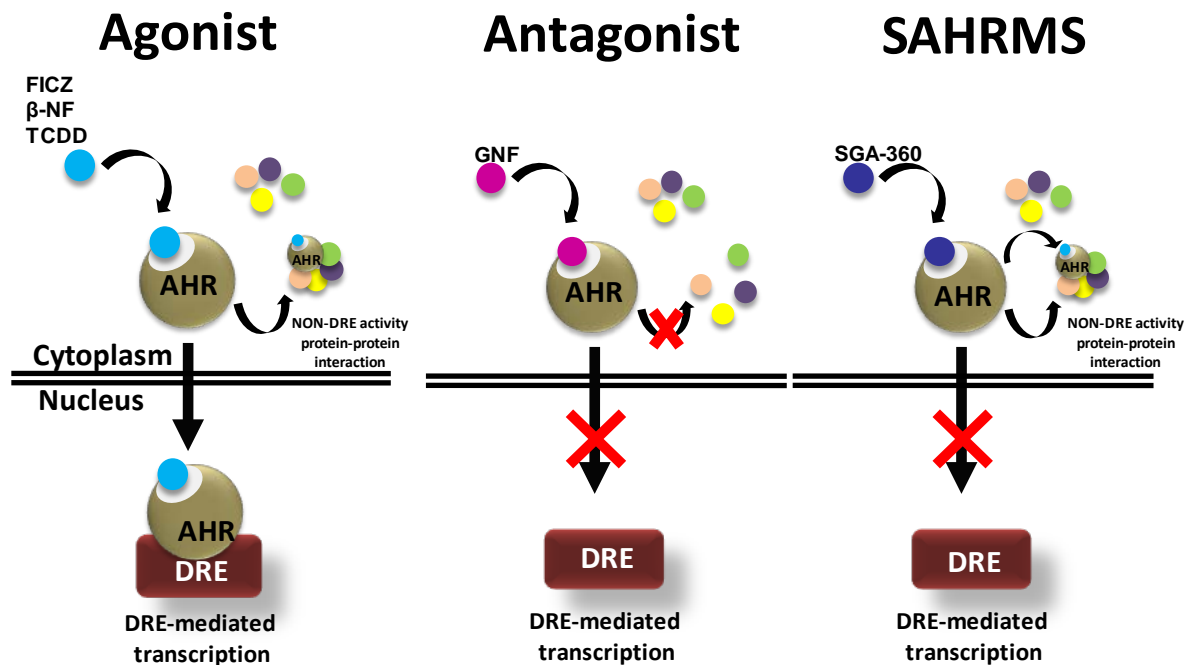 Agonist
FICZ
β-NF
TCDD
AHR
AHR
NON-DRE activity
protein-protein
interaction
Cytoplasm
Nucleus
AHR
DRE
DRE-mediated
transcription
Antagonist
GNF
AHR
DRE
DRE-mediated
transcription
SAHRMS
SGA-360
AHR
AHR
NON-DRE activity
protein-protein
interaction
DRE
DRE-mediated
transcription